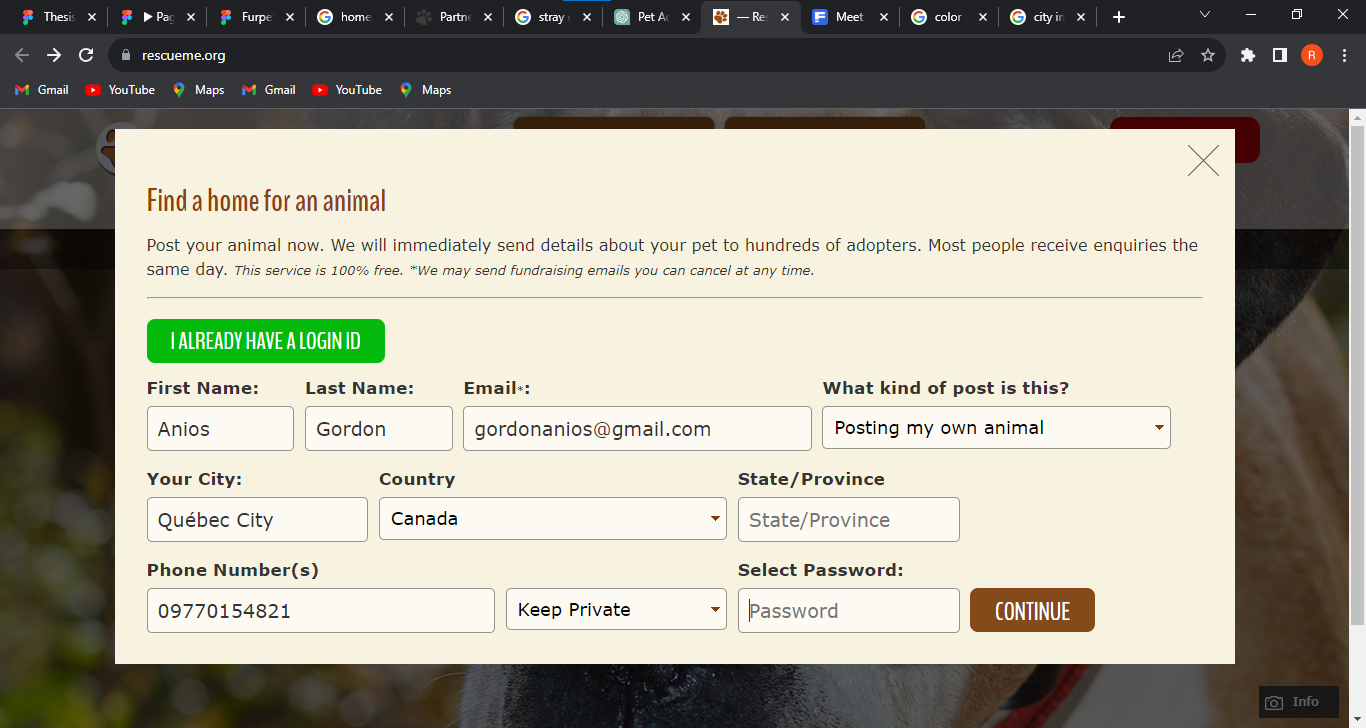 Thesis
Pag
Furpe
home
Partne
stray
Pet Ac
— Re
Meet
color
city in
rescueme.org
R
Gmail
YouTube
Maps
Gmail
YouTube
Maps
Find a home for an animal
Post your animal now. We will immediately send details about your pet to hundreds of adopters. Most people receive enquiries the
same day. This service is 100% free. *We may send fundraising emails you can cancel at any time.
I ALREADY HAVE A LOGIN ID
First Name: Last Name: Email*: What kind of post is this?
Anios Gordon gordonanios@gmail.com Posting my own animal
Your City: Country State/Province
Québec City Canada State/Province
Phone Number(s) Select Password:
09770154821 Keep Private Password CONTINUE
Info